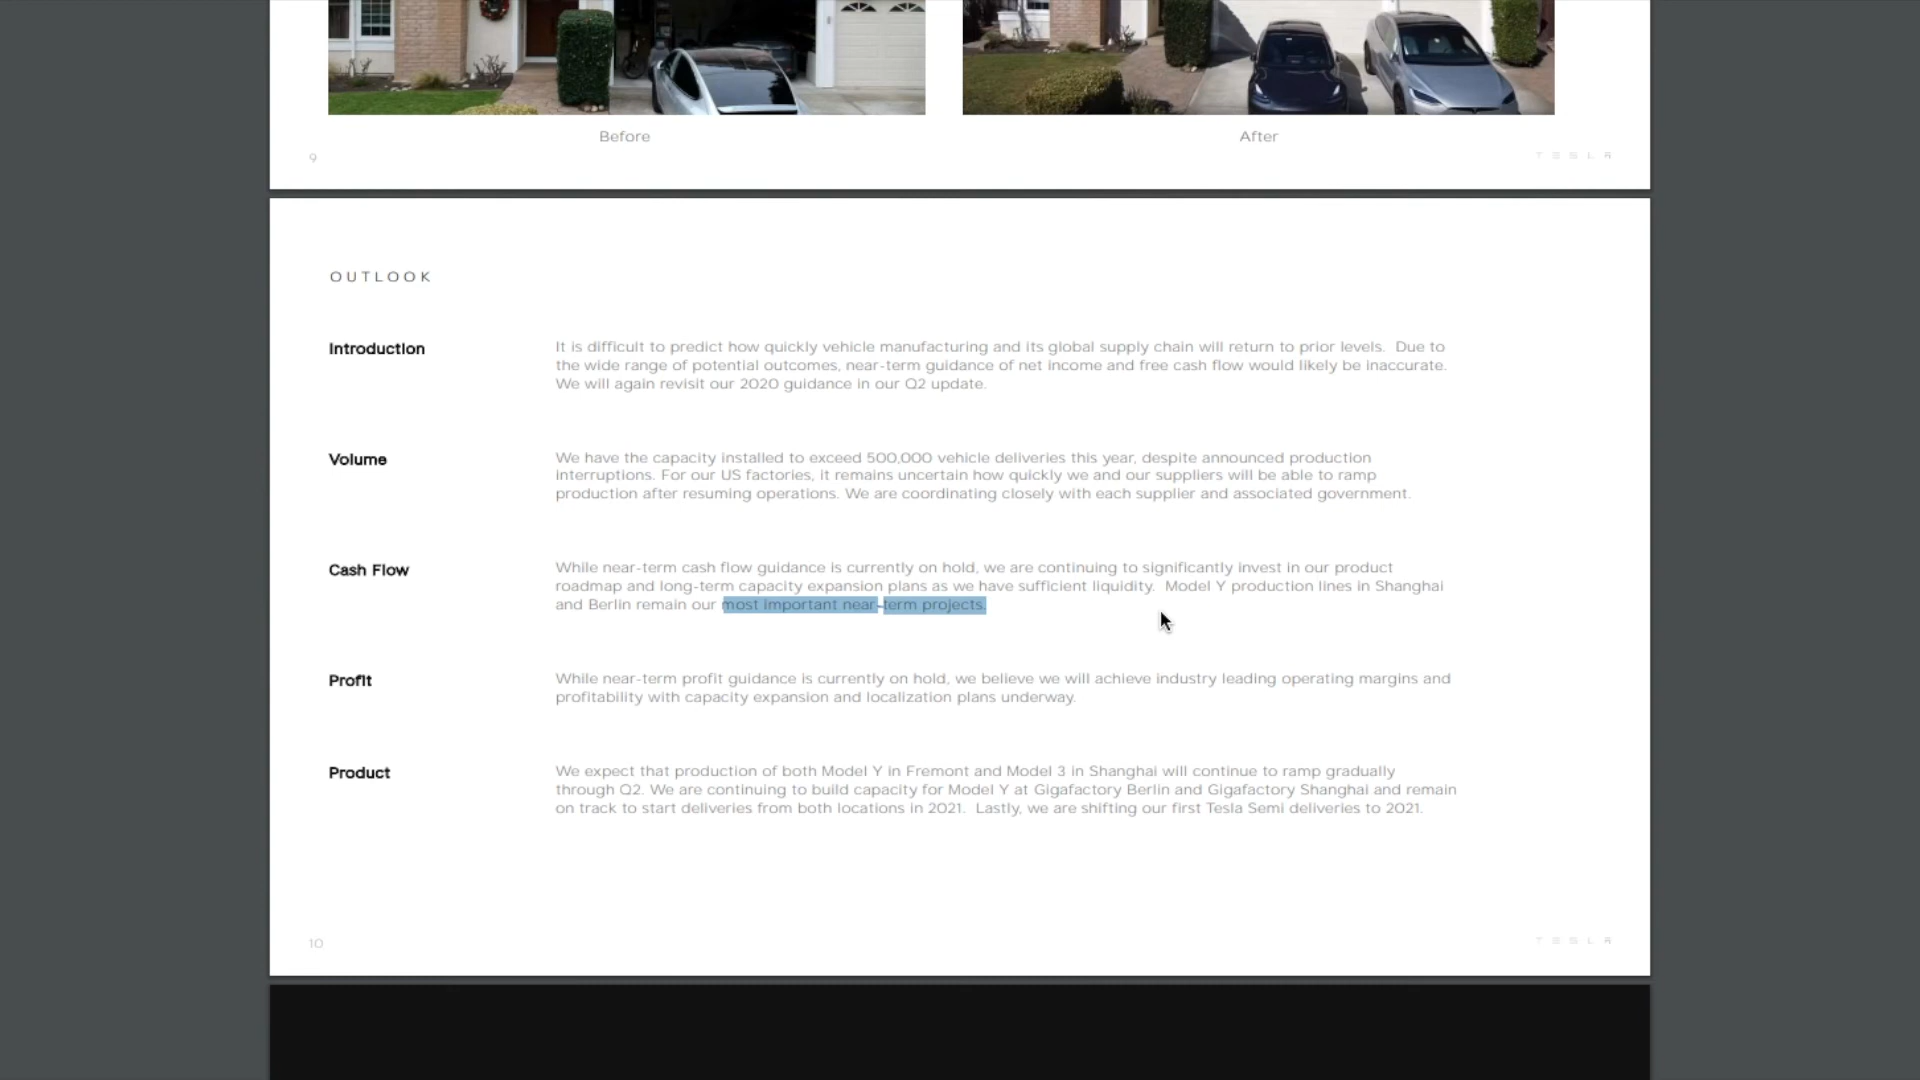 Before
After
9
TESLA
OUTLOOK
Introduction
It is difficult to predict how quickly vehicle manufacturing and its global supply chain will return to prior levels. Due to
the wide range of potential outcomes, near-term guidance of net income and free cash flow would likely be inaccurate.
We will again revisit our 2020 guidance in our Q2 update.
Volume
We have the capacity installed to exceed 500,000 vehicle deliveries this year, despite announced production
interruptions. For our US factories, it remains uncertain how quickly we and our suppliers will be able to ramp
production after resuming operations. We are coordinating closely with each supplier and associated government.
Cash Flow
While near-term cash flow guidance is currently on hold, we are continuing to significantly invest in our product
roadmap and long-term capacity expansion plans as we have sufficient liquidity. Model Y production lines in Shanghai
and Berlin remain our most important near-term projects.
Profit
While near-term profit guidance is currently on hold, we believe we will achieve industry leading operating margins and
profitability with capacity expansion and localization plans underway.
Product
We expect that production of both Model Y in Fremont and Model 3 in Shanghai will continue to ramp gradually
through Q2. We are continuing to build capacity for Model Y at Gigafactory Berlin and Gigafactory Shanghai and remain
on track to start deliveries from both locations in 2021. Lastly, we are shifting our first Tesla Semi deliveries to 2021.
10
TESLA